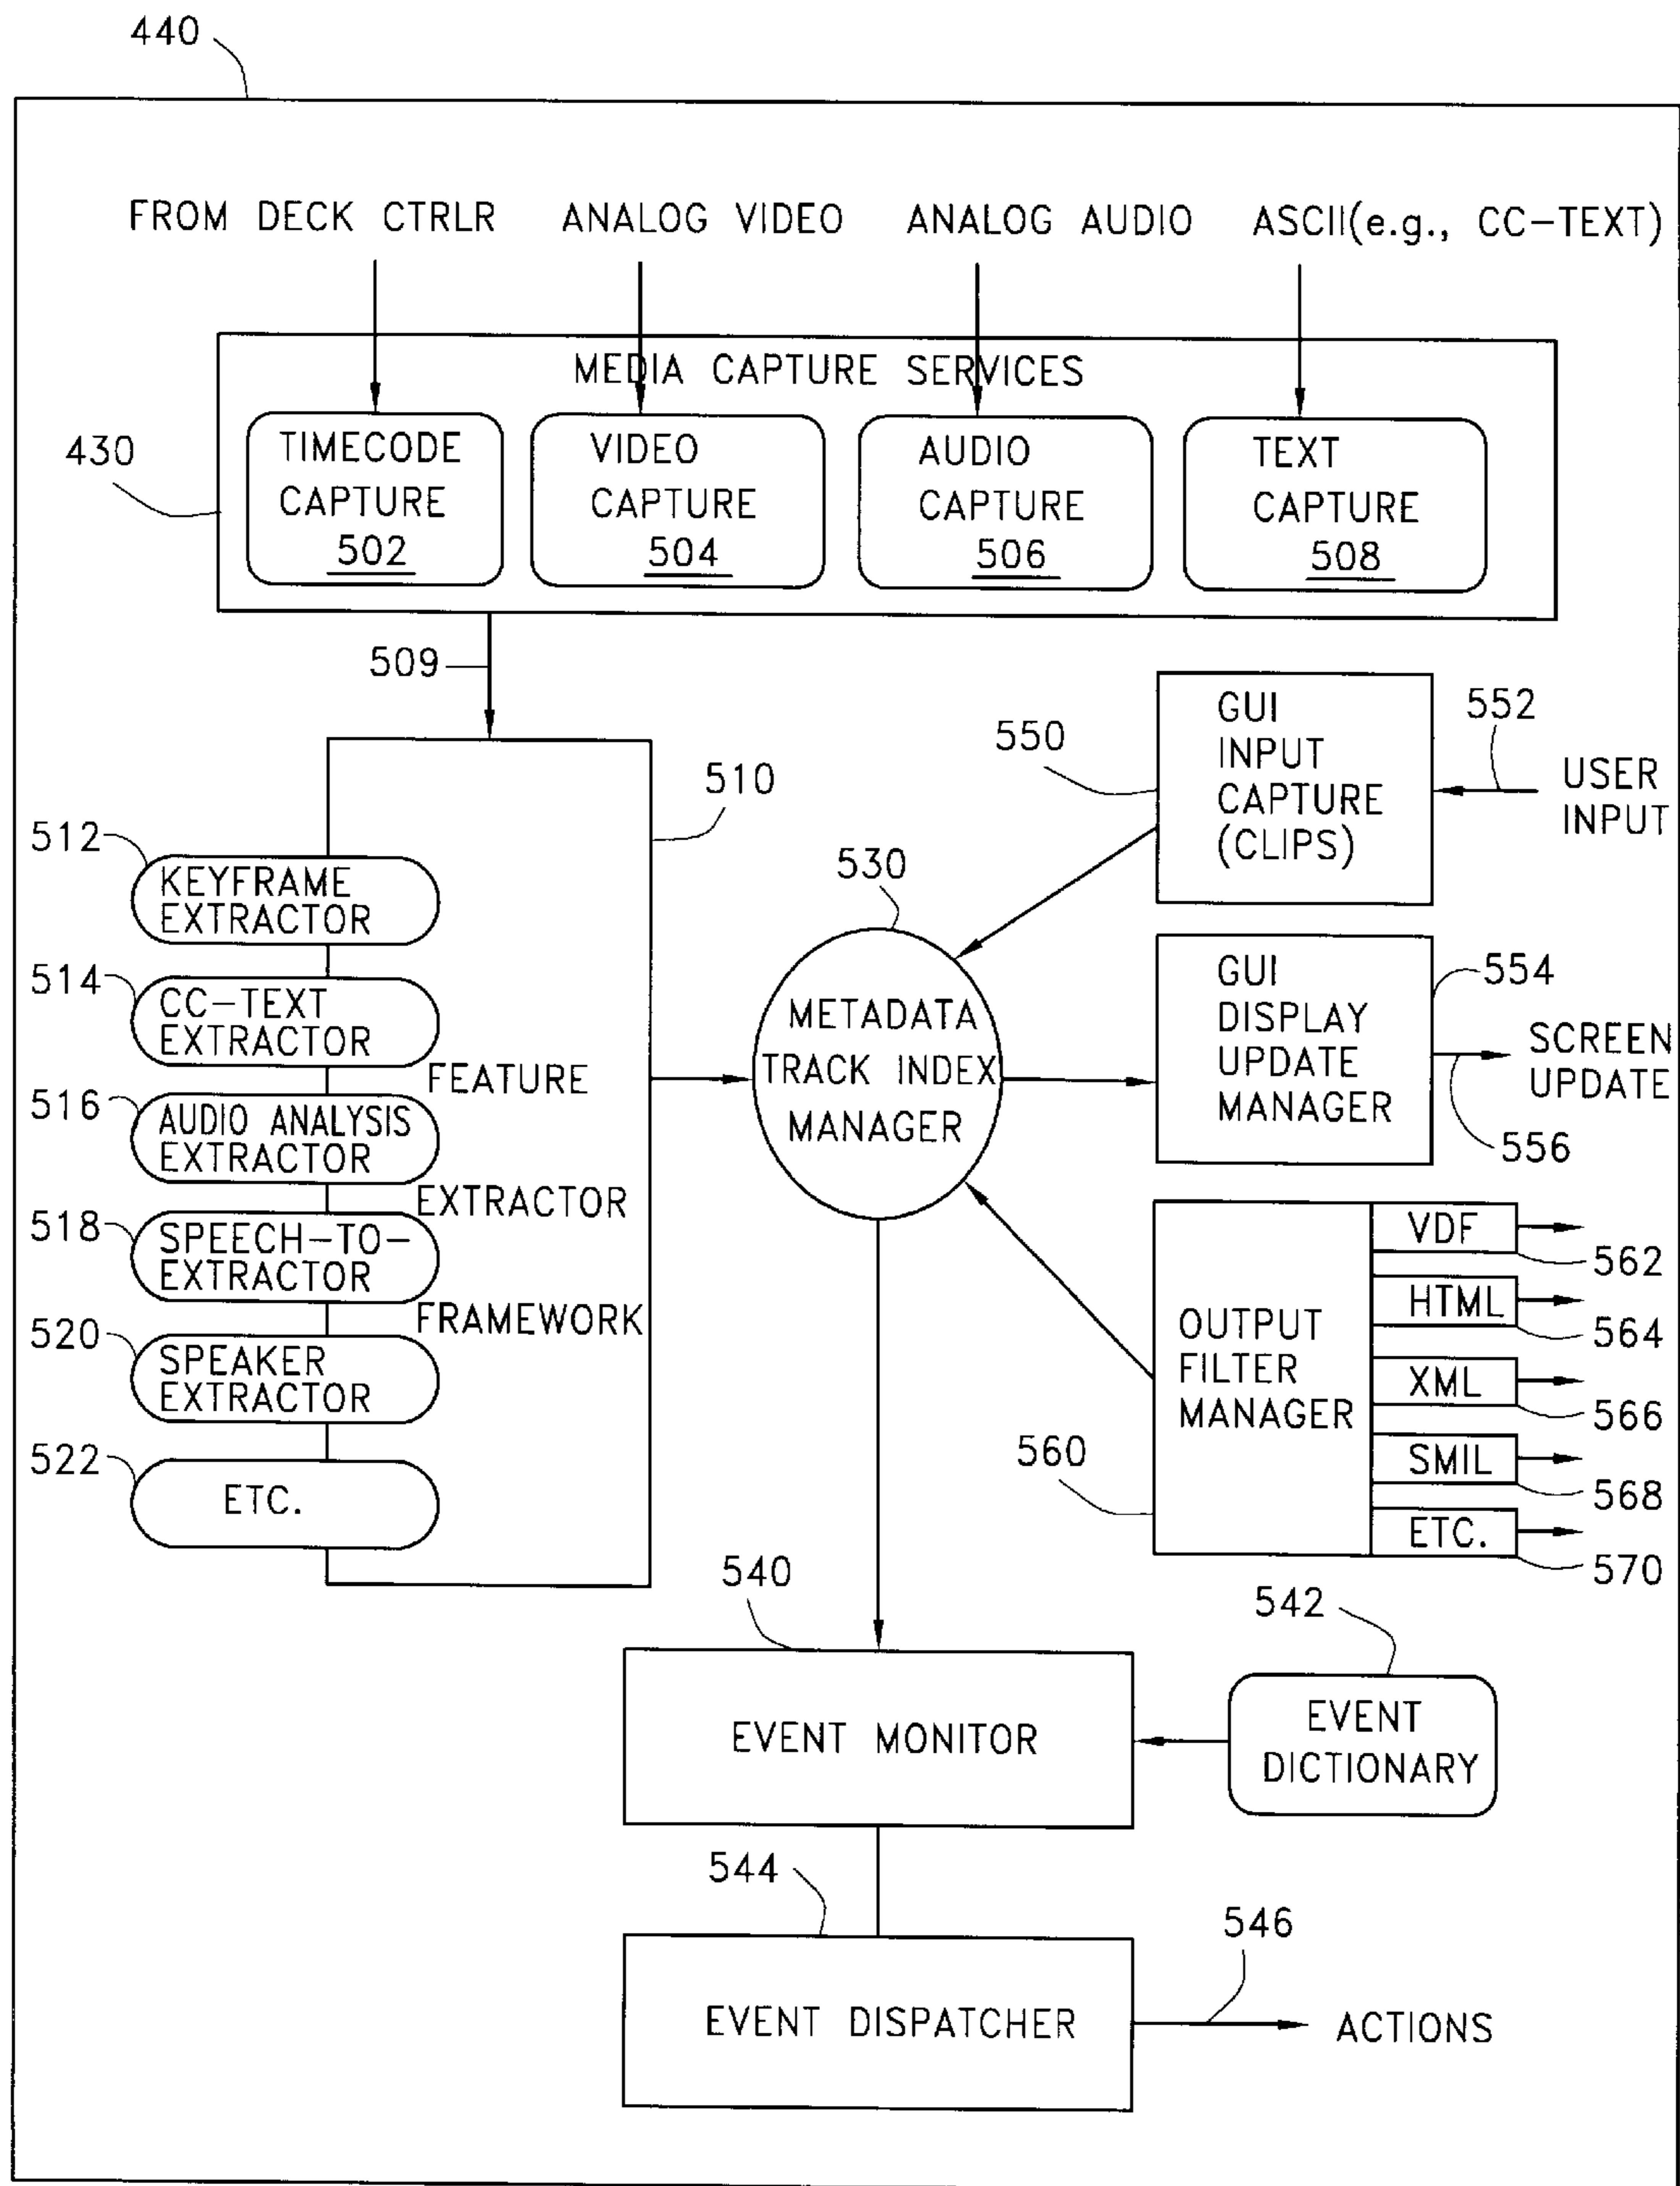 440
FROM DECK CTRLR
ANALOG VIDEO
ANALOG AUDIO
ASCII(e.g., CC-TEXT)
MEDIA CAPTURE SERVICES
430
TIMECODE
CAPTURE
502
VIDEO
CAPTURE
504
AUDIO
CAPTURE
506
TEXT
CAPTURE
508
509
510
512
KEYFRAME
EXTRACTOR
514
CC-TEXT
EXTRACTOR
516
AUDIO ANALYSIS
EXTRACTOR
518
SPEECH-TO-
EXTRACTOR
520
SPEAKER
EXTRACTOR
522
ETC.
FEATURE
EXTRACTOR
FRAMEWORK
530
METADATA
TRACK INDEX
MANAGER
550
GUI
INPUT
CAPTURE
(CLIPS)
552
USER
INPUT
GUI
DISPLAY
UPDATE
MANAGER
554
SCREEN
UPDATE
556
OUTPUT
FILTER
MANAGER
560
VDF
562
HTML
564
XML
566
SMIL
568
ETC.
570
540
EVENT MONITOR
542
EVENT
DICTIONARY
544
EVENT DISPATCHER
546
ACTIONS